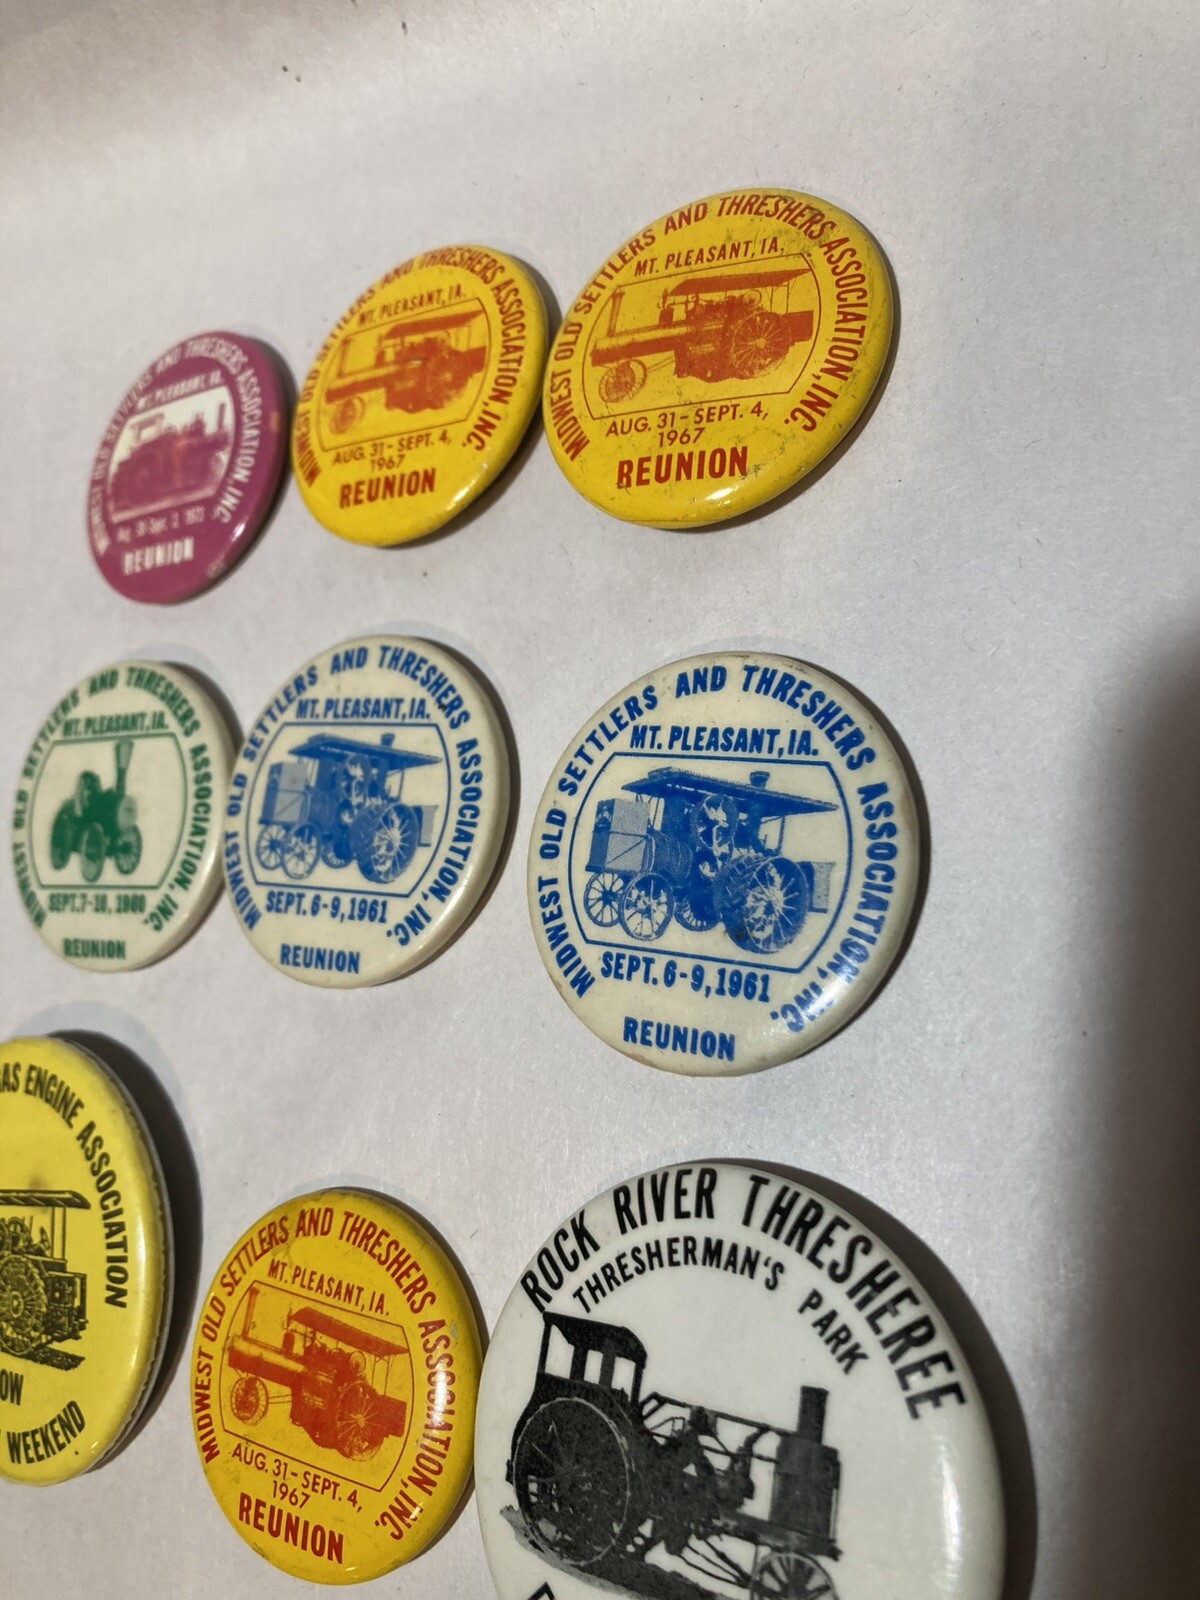 MIDWEST OLD SETTLERS AND THRESHERS ASSOCIATION, INC.
MT. PLEASANT, IA.
REUNION
MIDWEST OLD SETTLERS AND THRESHERS ASSOCIATION, INC.
MT. PLEASANT, IA.
AUG. 31 - SEPT. 4,
1967
REUNION
MIDWEST OLD SETTLERS AND THRESHERS ASSOCIATION, INC.
MT. PLEASANT, IA.
AUG. 31 - SEPT. 4,
1967
REUNION
MIDWEST OLD SETTLERS AND THRESHERS ASSOCIATION, INC.
MT. PLEASANT, IA.
SEPT. 7-10, 1960
REUNION
MIDWEST OLD SETTLERS AND THRESHERS ASSOCIATION, INC.
MT. PLEASANT, IA.
SEPT. 6-9, 1961
REUNION
MIDWEST OLD SETTLERS AND THRESHERS ASSOCIATION, INC.
MT. PLEASANT, IA.
SEPT. 6-9, 1961
REUNION
ENGINE ASSOCIATION
WEEKEND
MIDWEST OLD SETTLERS AND THRESHERS ASSOCIATION, INC.
MT. PLEASANT, IA.
AUG. 31 - SEPT. 4,
1967
REUNION
ROCK RIVER THRESHEREE
THRESHERMAN'S PARK